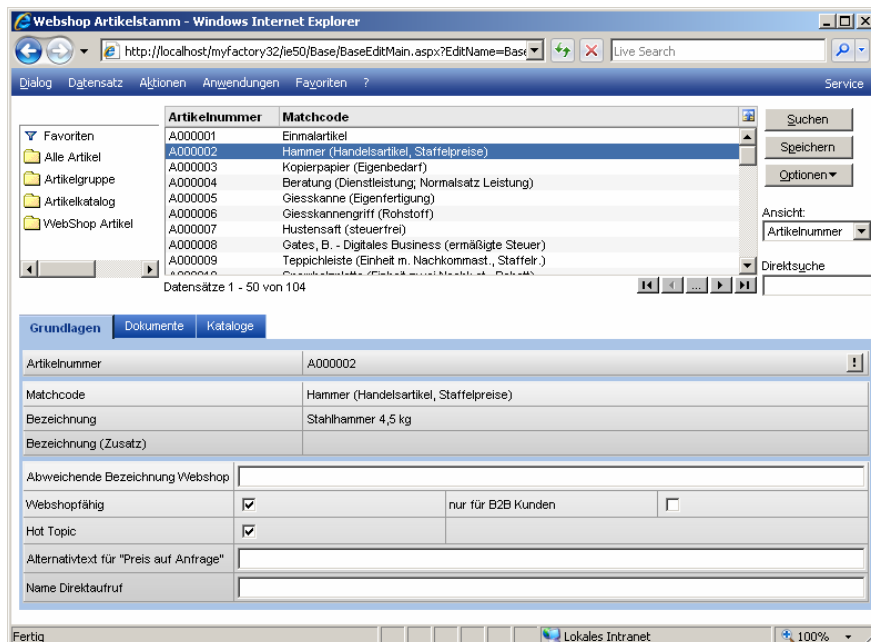 Webshop Artikelstamm - Windows Internet Explorer
http://localhost/myfactory32/ie50/Base/BaseEditMain.aspx?EditName=Base
Live Search
Dialog Datensatz Aktionen Anwendungen Favoriten ? Service
Artikelnummer Matchcode
Favoriten
Alle Artikel
Artikelgruppe
Artikelkatalog
WebShop Artikel
A000001 Einmalartikel
A000002 Hammer (Handelsartikel, Staffelpreise)
A000003 Kopierpapier (Eigenbedarf)
A000004 Beratung (Dienstleistung; Normalsatz Leistung)
A000005 Giesskanne (Eigenfertigung)
A000006 Giesskannengriff (Rohstoff)
A000007 Hustensaft (steuerfrei)
A000008 Gates, B. - Digitales Business (ermäßigte Steuer)
A000009 Teppichleiste (Einheit m. Nachkommast., Staffelr.)
Datensätze 1 - 50 von 104
...
Suchen
Speichern
Optionen
Ansicht:
Artikelnummer
Direktsuche
Grundlagen Dokumente Kataloge
Artikelnummer A000002 !
Matchcode Hammer (Handelsartikel, Staffelpreise)
Bezeichnung Stahlhammer 4,5 kg
Bezeichnung (Zusatz)
Abweichende Bezeichnung Webshop
Webshopfähig nur für B2B Kunden
Hot Topic
Alternativtext für "Preis auf Anfrage"
Name Direktaufruf
Fertig Lokales Intranet 100%